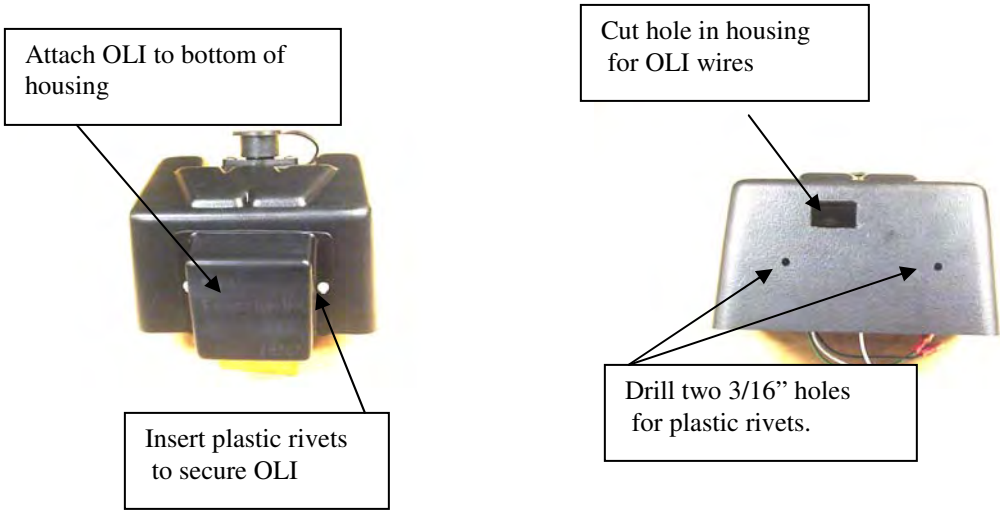 Attach OLI to bottom of
housing
Cut hole in housing
for OLI wires
Insert plastic rivets
to secure OLI
Drill two 3/16” holes
for plastic rivets.